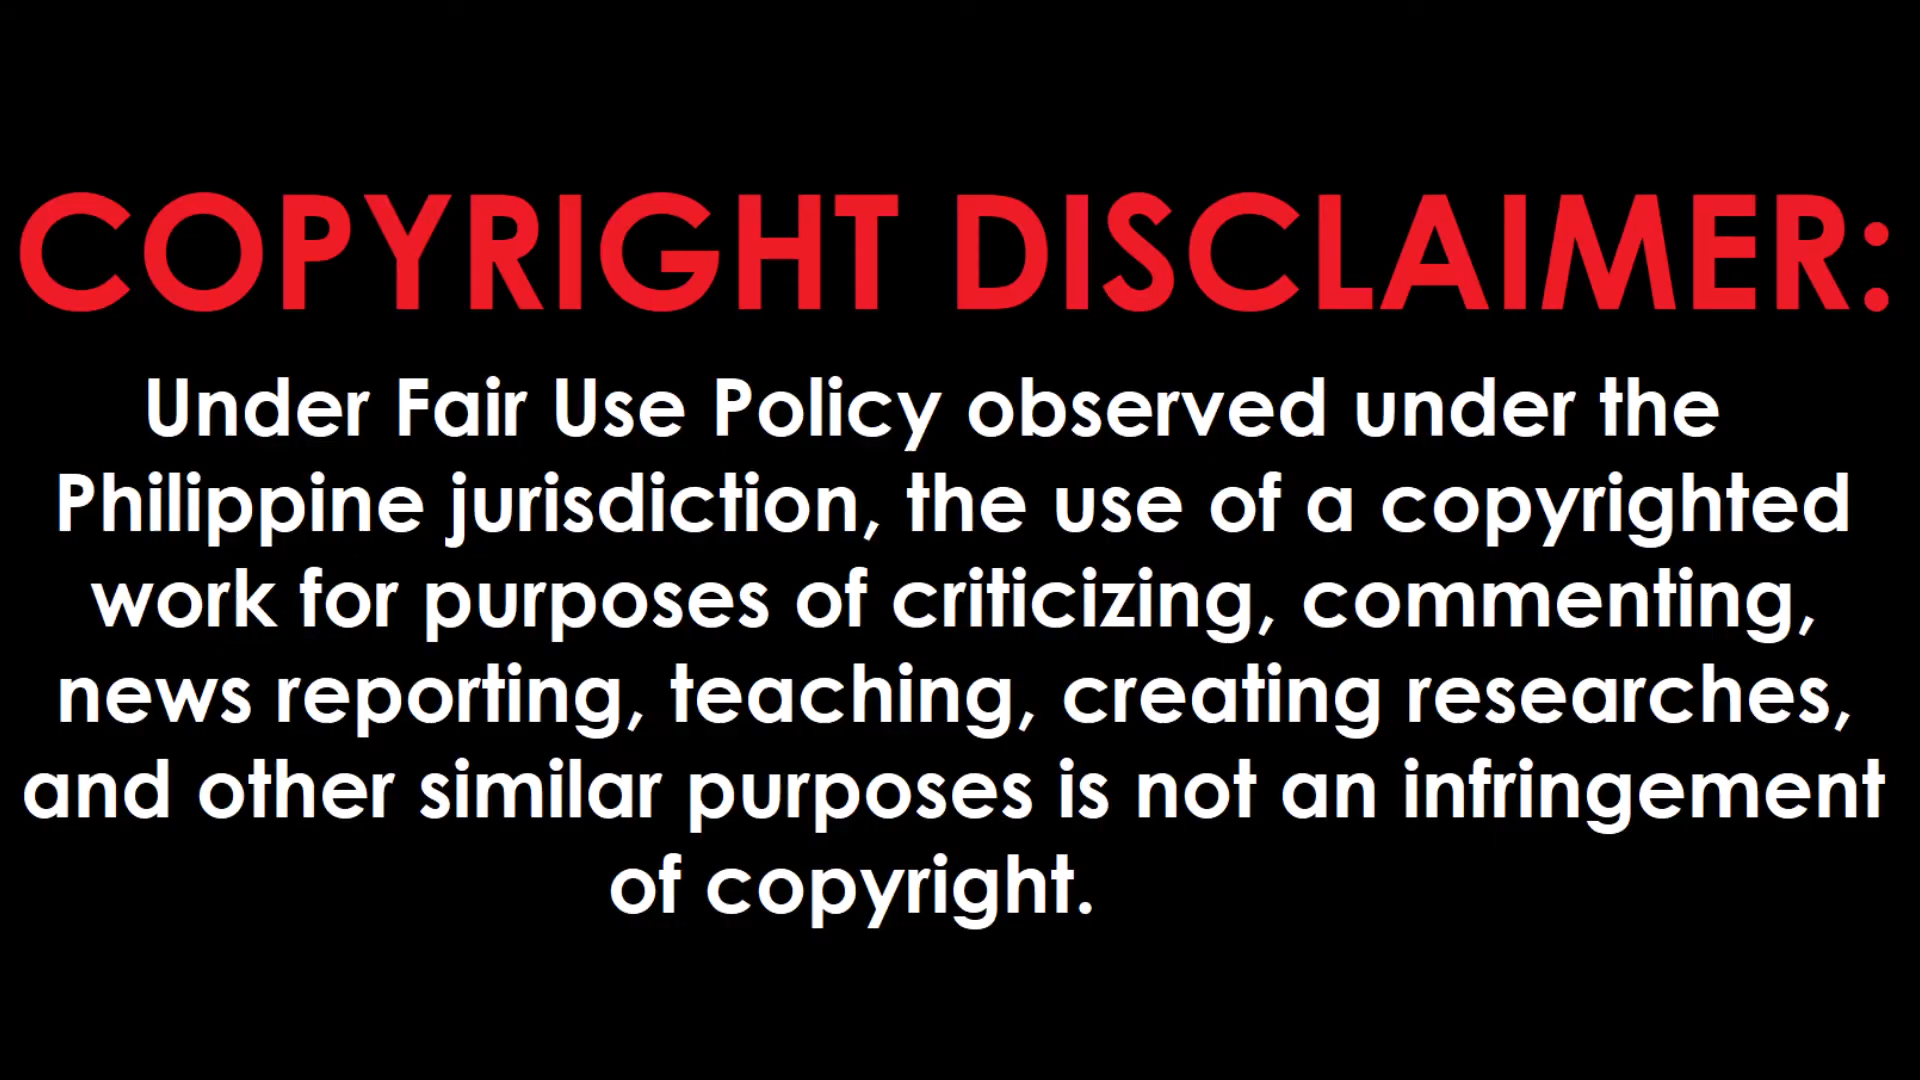 COPYRIGHT DISCLAIMER:
Under Fair Use Policy observed under the
Philippine jurisdiction, the use of a copyrighted
work for purposes of criticizing, commenting,
news reporting, teaching, creating researches,
and other similar purposes is not an infringement
of copyright.